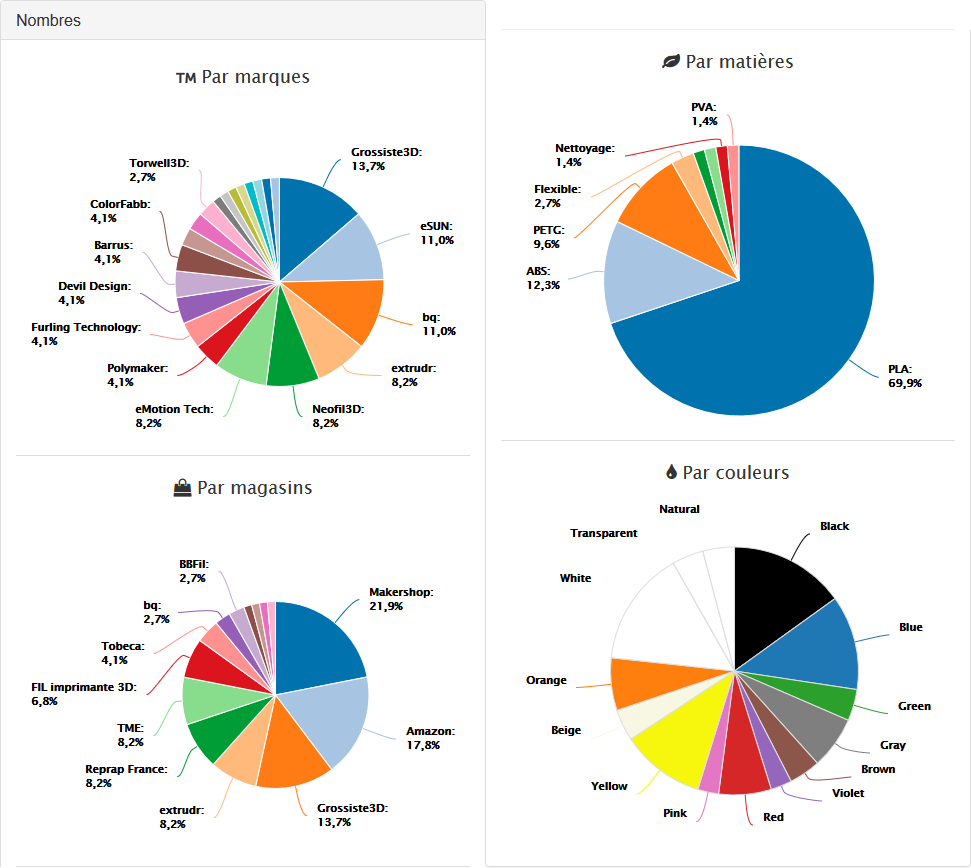 Nombres
™ Par marques
Grossiste3D:
13,7%
eSUN:
11,0%
bq:
11,0%
extrudr:
8,2%
Neofil3D:
8,2%
eMotion Tech:
8,2%
Polymaker:
4,1%
Furling Technology:
4,1%
Devil Design:
4,1%
Barrus:
4,1%
ColorFabb:
4,1%
Torwell3D:
2,7%
Par matières
PVA:
1,4%
Nettoyage:
1,4%
Flexible:
2,7%
PETG:
9,6%
ABS:
12,3%
PLA:
69,9%
Par magasins
Makershop:
21,9%
Amazon:
17,8%
Grossiste3D:
13,7%
extrudr:
8,2%
Reprap France:
8,2%
TME:
8,2%
FIL imprimante 3D:
6,8%
Tobeca:
4,1%
bq:
2,7%
BBFil:
2,7%
Par couleurs
Black
Blue
Green
Gray
Brown
Violet
Red
Pink
Yellow
Beige
Orange
White
Transparent
Natural